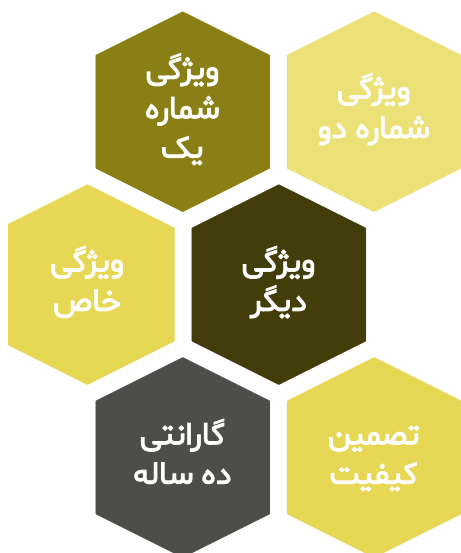 ویژگی
شماره دو
ویژگی
شماره
یک
ویژگی
دیگر
ویژگی
خاص
تصمین
کیفیت
گارانتی
ده ساله